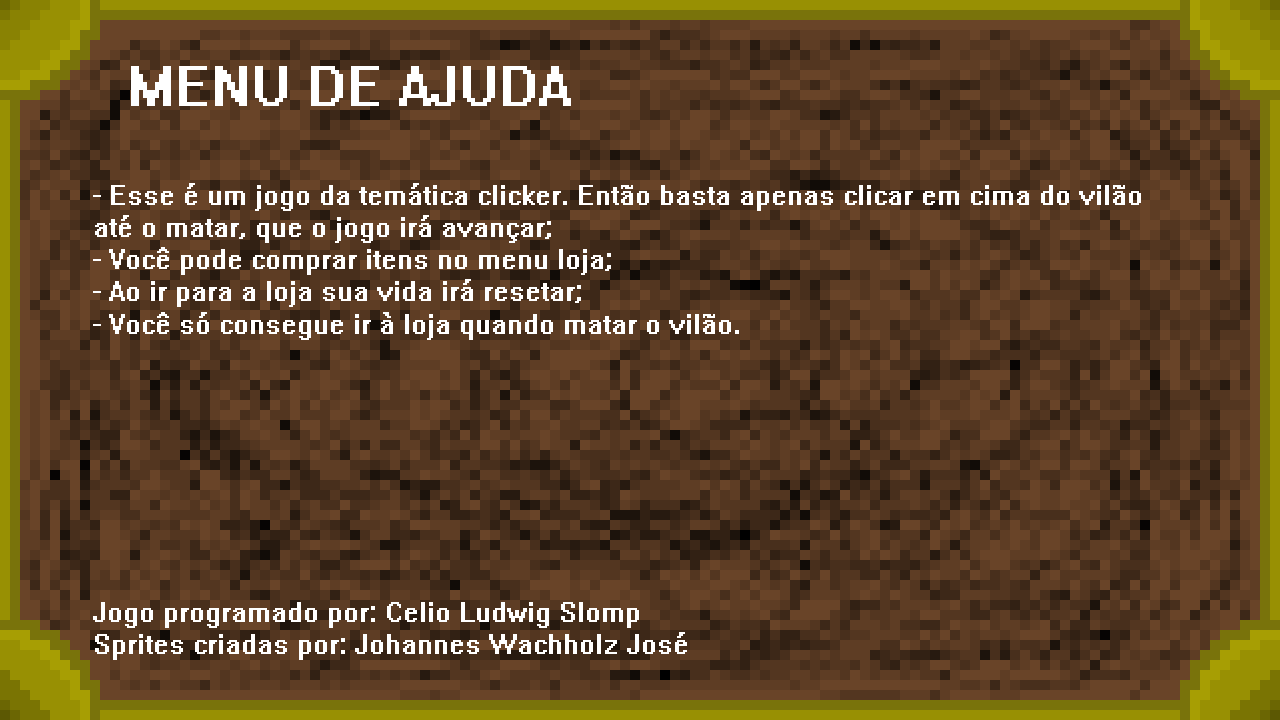 MENU DE AJUDA
- Esse é um jogo da temática clicker. Então basta apenas clicar em cima do vilão
até o matar, que o jogo irá avançar;
- Você pode comprar itens no menu loja;
- Ao ir para a loja sua vida irá resetar;
- Você só consegue ir à loja quando matar o vilão.
Jogo programado por: Celio Ludwig Slomp
Sprites criadas por: Johannes Wachholz José